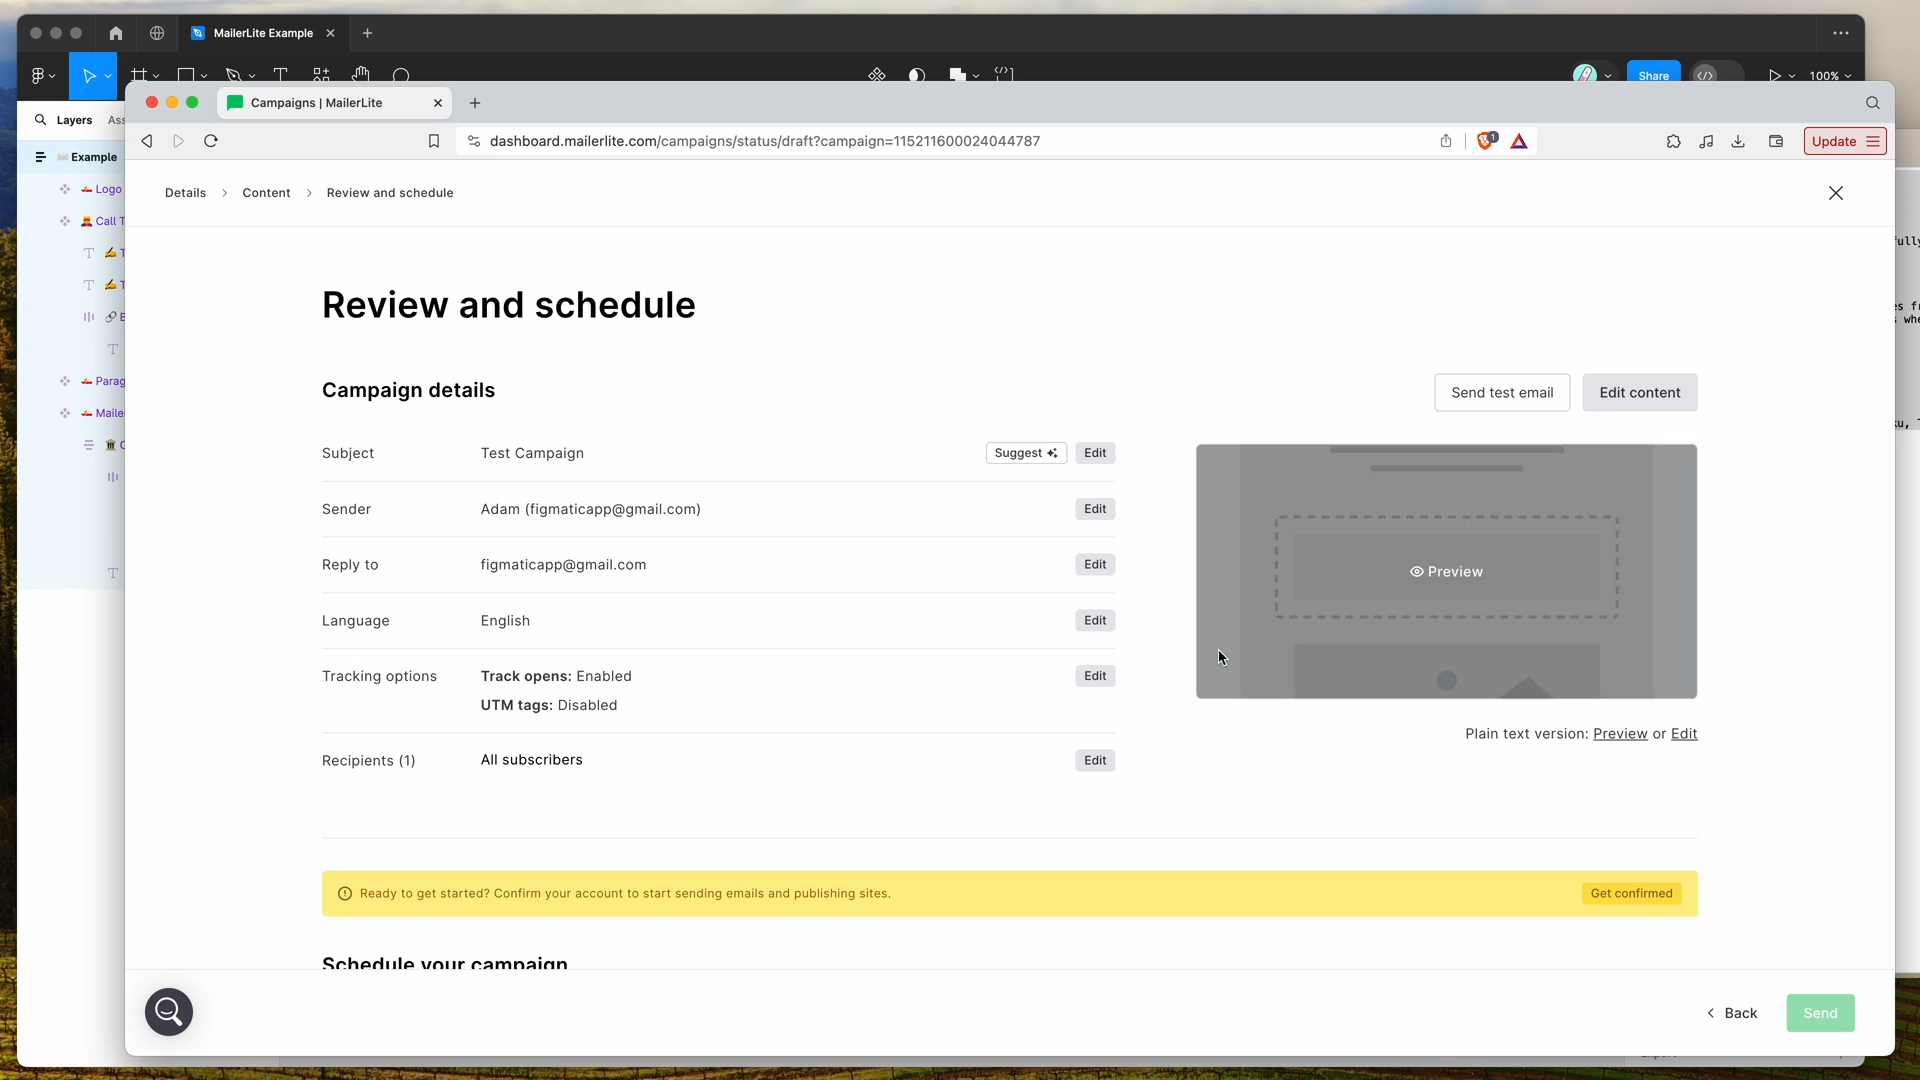 MailerLite Example
Share
100%
Layers
Example
Logo
Campaigns | MailerLite
dashboard.mailerlite.com/campaigns/status/draft?campaign=115211600024044787
1
Update
Details > Content > Review and schedule
Review and schedule
Campaign details
Send test email
Edit content
Subject Test Campaign Suggest Edit
Sender Adam (figmaticapp@gmail.com) Edit
Reply to figmaticapp@gmail.com Edit
Language English Edit
Tracking options Track opens: Enabled Edit
UTM tags: Disabled
Recipients (1) All subscribers Edit
Preview
Plain text version: Preview or Edit
Ready to get started? Confirm your account to start sending emails and publishing sites.
Get confirmed
Schedule your campaign
Back
Send